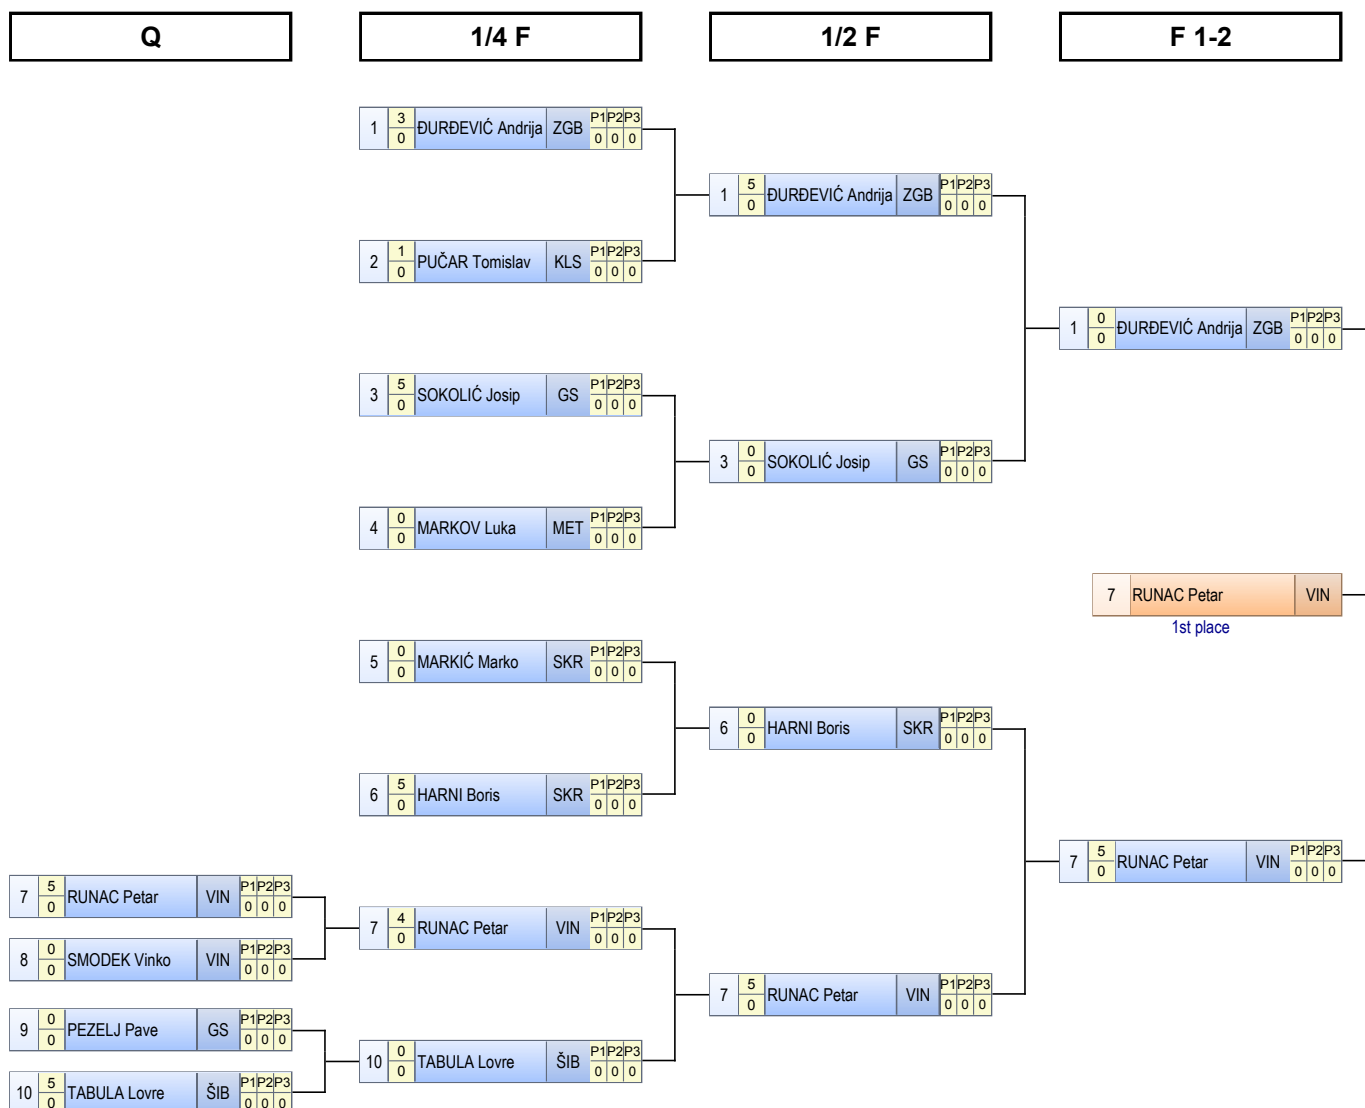 Q 1/4 F 1/2 F F 1-2
3 P1 P2 P3
1 ĐURĐEVIĆ Andrija ZGB
0 0 0 0
5 P1 P2 P3
1 ĐURĐEVIĆ Andrija ZGB
0 0 0 0
1 P1 P2 P3
2 PUČAR Tomislav KLS
0 0 0 0
0 P1 P2 P3
1 ĐURĐEVIĆ Andrija ZGB
0 0 0 0
5 P1 P2 P3
3 SOKOLIĆ Josip GS
0 0 0 0
0 P1 P2 P3
3 SOKOLIĆ Josip GS
0 0 0 0
0 P1 P2 P3
4 MARKOV Luka MET
0 0 0 0
7 RUNAC Petar VIN
1st place
0 P1 P2 P3
5 MARKIĆ Marko SKR
0 0 0 0
0 P1 P2 P3
6 HARNI Boris SKR
0 0 0 0
5 P1 P2 P3
6 HARNI Boris SKR
0 0 0 0
5 P1 P2 P3
7 RUNAC Petar VIN
0 0 0 0
5 P1 P2 P3
7 RUNAC Petar VIN
0 0 0 0
4 P1 P2 P3
7 RUNAC Petar VIN
0 0 0 0
0 P1 P2 P3
8 SMODEK Vinko VIN
0 0 0 0
5 P1 P2 P3
7 RUNAC Petar VIN
0 0 0 0
0 P1 P2 P3
9 PEZELJ Pave GS
0 0 0 0
0 P1 P2 P3
10 TABULA Lovre ŠIB
0 0 0 0
5 P1 P2 P3
10 TABULA Lovre ŠIB
0 0 0 0